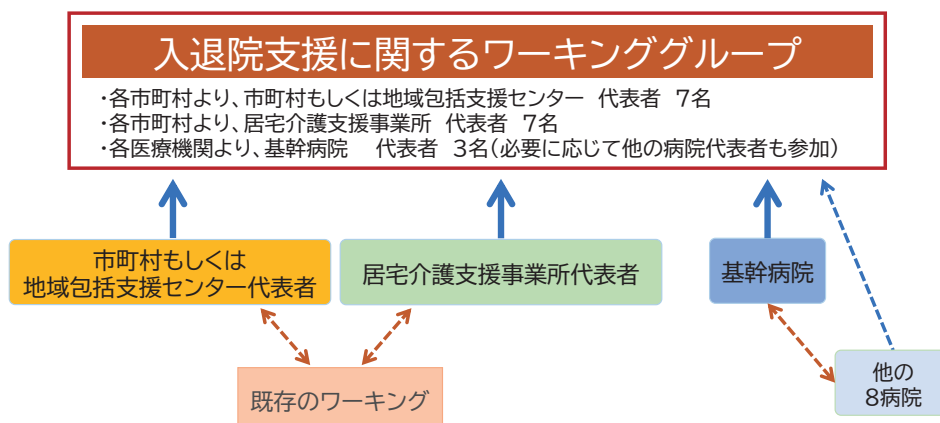 入退院支援に関するワーキンググループ
・各市町村より、市町村もしくは地域包括支援センター 代表者 7名
・各市町村より、居宅介護支援事業所 代表者 7名
・各医療機関より、基幹病院 代表者 3名(必要に応じて他の病院代表者も参加)
市町村もしくは
地域包括支援センター代表者
居宅介護支援事業所代表者
基幹病院
他の
8病院
既存のワーキング